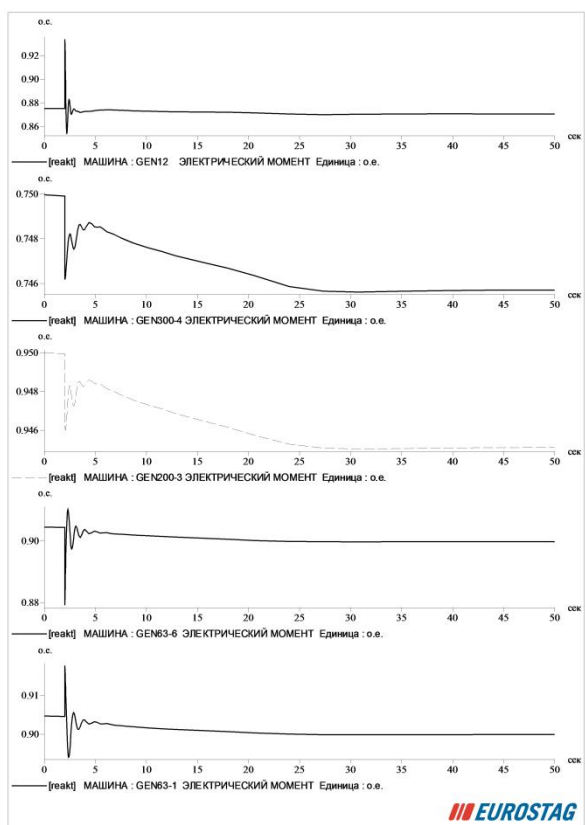 о.с.
0.92
0.90
0.88
0.86
0 5 10 15 20 25 30 35 40 45 50 сек
[reakt] МАШИНА : GEN12 ЭЛЕКТРИЧЕСКИЙ МОМЕНТ Единица : о.е.
о.с.
0.750
0.748
0.746
0 5 10 15 20 25 30 35 40 45 50 сек
[reakt] МАШИНА : GEN300-4 ЭЛЕКТРИЧЕСКИЙ МОМЕНТ Единица : о.е.
о.с.
0.950
0.948
0.946
0 5 10 15 20 25 30 35 40 45 50 сек
[reakt] МАШИНА : GEN200-3 ЭЛЕКТРИЧЕСКИЙ МОМЕНТ Единица : о.е.
о.с.
0.90
0.88
0 5 10 15 20 25 30 35 40 45 50 сек
[reakt] МАШИНА : GEN63-6 ЭЛЕКТРИЧЕСКИЙ МОМЕНТ Единица : о.е.
о.с.
0.91
0.90
0 5 10 15 20 25 30 35 40 45 50 сек
[reakt] МАШИНА : GEN63-1 ЭЛЕКТРИЧЕСКИЙ МОМЕНТ Единица : о.е.
EUROSTAG